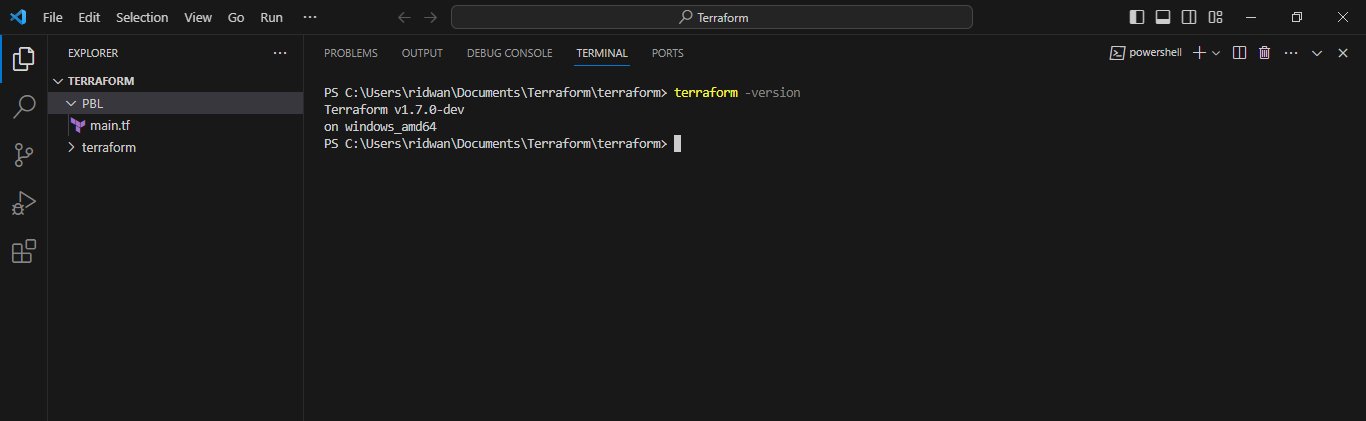 File Edit Selection View Go Run ··· Terraform
EXPLORER ···
TERRAFORM
PBL
main.tf
terraform
PROBLEMS OUTPUT DEBUG CONSOLE TERMINAL PORTS powershell ···
PS C:\Users\ridwan\Documents\Terraform\terraform> terraform -version
Terraform v1.7.0-dev
on windows_amd64
PS C:\Users\ridwan\Documents\Terraform\terraform>